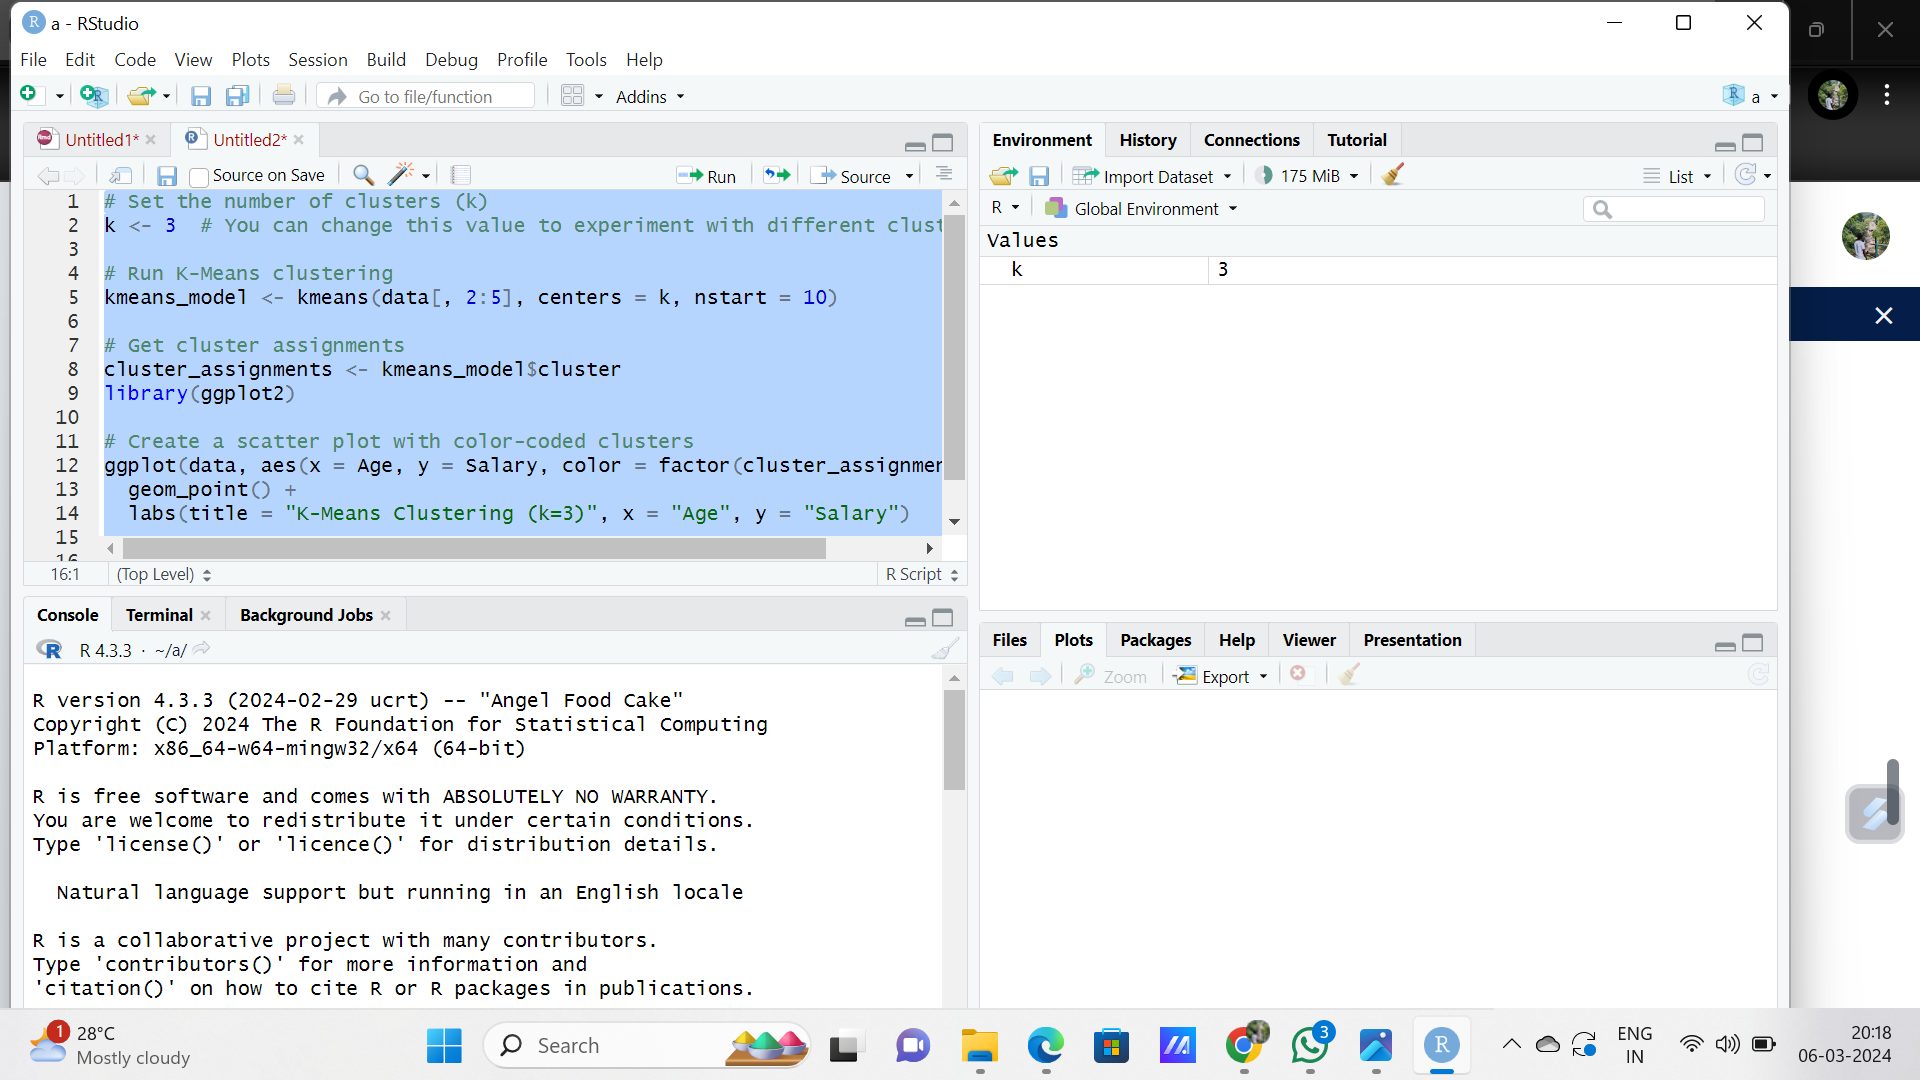 a - RStudio
File Edit Code View Plots Session Build Debug Profile Tools Help
Go to file/function Addins a
Untitled1* Untitled2*
Source on Save Run Source
1 # Set the number of clusters (k)
2 k <- 3  # You can change this value to experiment with different clust
3
4 # Run K-Means clustering
5 kmeans_model <- kmeans(data[, 2:5], centers = k, nstart = 10)
6
7 # Get cluster assignments
8 cluster_assignments <- kmeans_model$cluster
9 library(ggplot2)
10
11 # Create a scatter plot with color-coded clusters
12 ggplot(data, aes(x = Age, y = Salary, color = factor(cluster_assignmen
13   geom_point() +
14   labs(title = "K-Means Clustering (k=3)", x = "Age", y = "Salary")
15
16
16:1 (Top Level) R Script
Console Terminal Background Jobs
R 4.3.3 · ~/a/
R version 4.3.3 (2024-02-29 ucrt) -- "Angel Food Cake"
Copyright (C) 2024 The R Foundation for Statistical Computing
Platform: x86_64-w64-mingw32/x64 (64-bit)
R is free software and comes with ABSOLUTELY NO WARRANTY.
You are welcome to redistribute it under certain conditions.
Type 'license()' or 'licence()' for distribution details.
Natural language support but running in an English locale
R is a collaborative project with many contributors.
Type 'contributors()' for more information and
'citation()' on how to cite R or R packages in publications.
Environment History Connections Tutorial
Import Dataset 175 MiB List
R Global Environment
Values
k 3
Files Plots Packages Help Viewer Presentation
Zoom Export
1 28°C
Mostly cloudy
Search
3
R
ENG
IN
20:18
06-03-2024